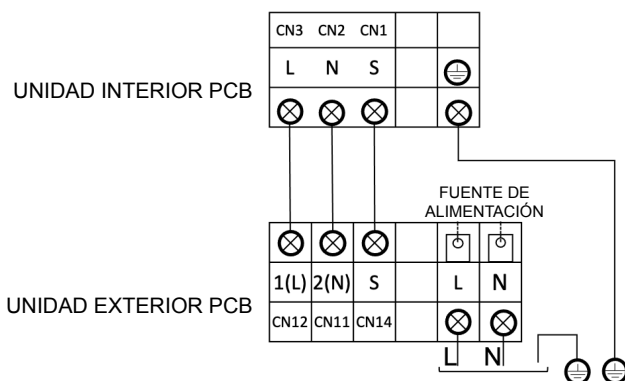 CN3 CN2 CN1
L N S
UNIDAD INTERIOR PCB
FUENTE DE
ALIMENTACIÓN
1(L) 2(N) S L N
UNIDAD EXTERIOR PCB
CN12 CN11 CN14
L N